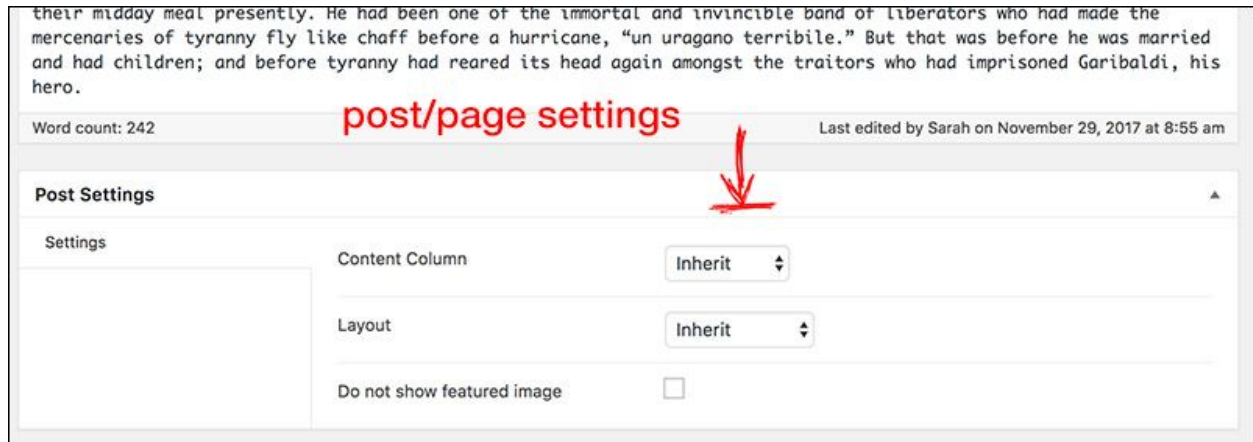 their midday meal presently. He had been one of the immortal and invincible band of liberators who had made the
mercenaries of tyranny fly like chaff before a hurricane, “un uragano terribile.” But that was before he was married
and had children; and before tyranny had reared its head again amongst the traitors who had imprisoned Garibaldi, his
hero.
post/page settings
Word count: 242 Last edited by Sarah on November 29, 2017 at 8:55 am
Post Settings
Settings
Content Column Inherit
Layout Inherit
Do not show featured image